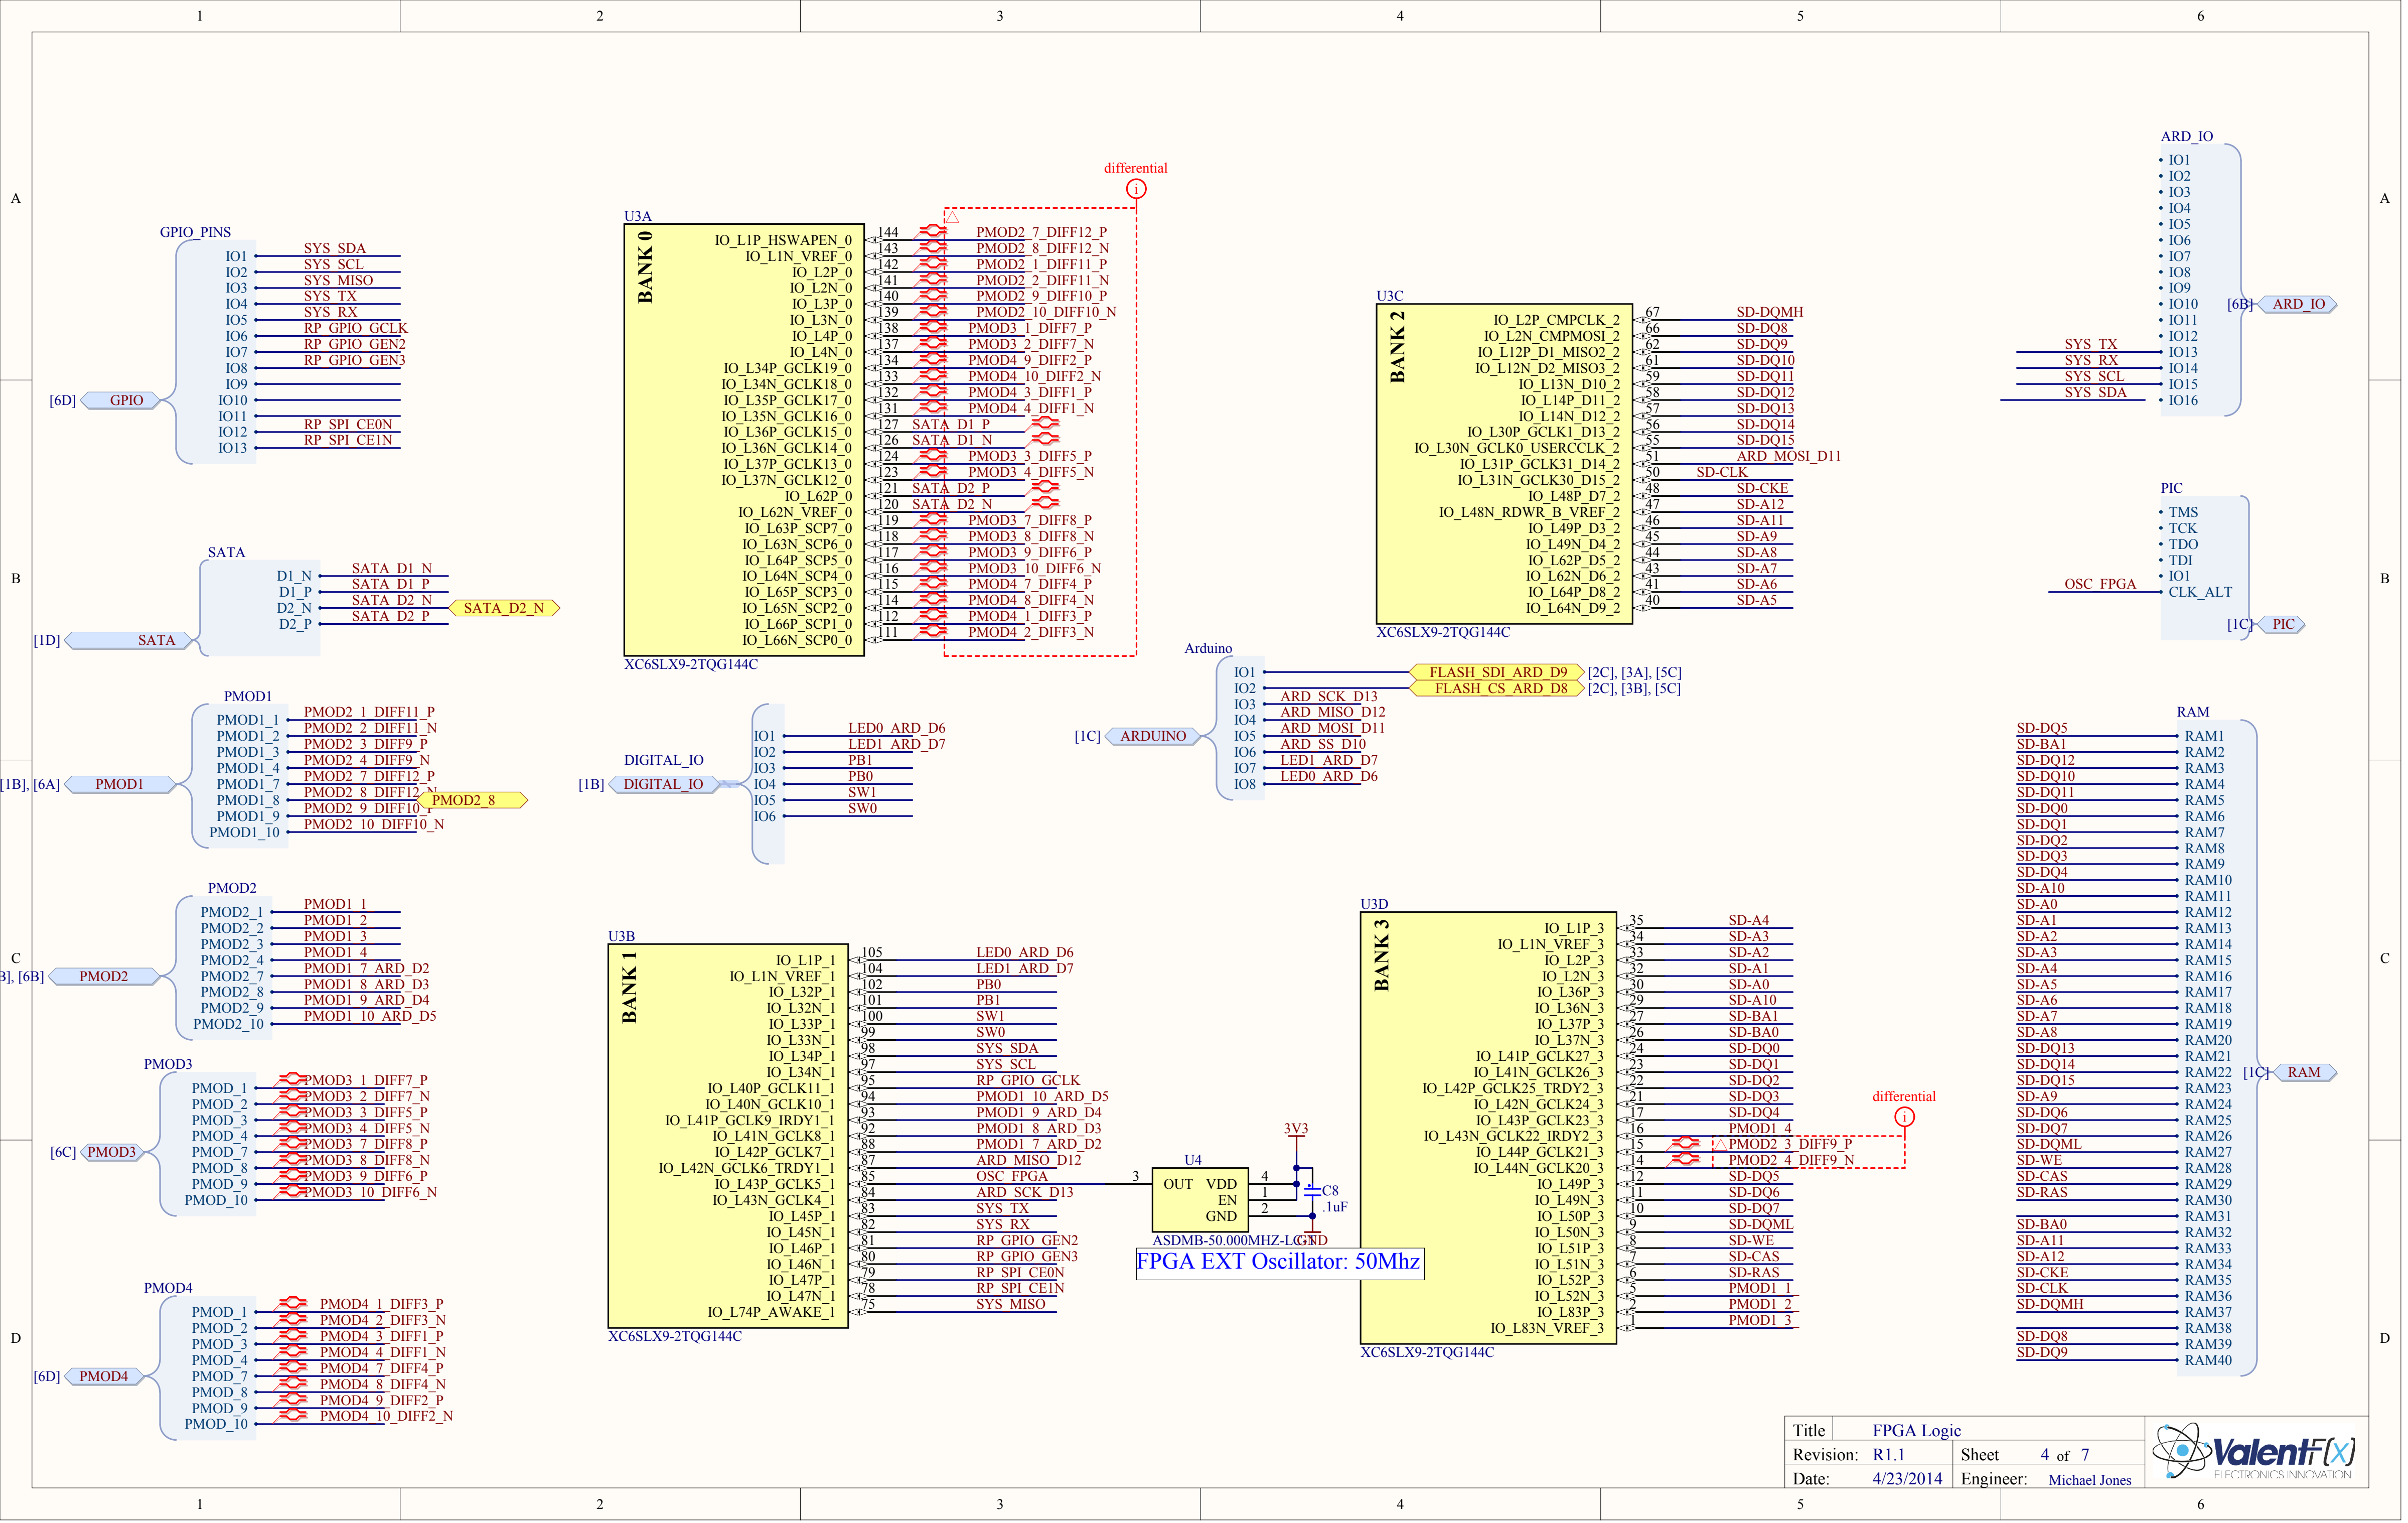 1 2 3 4 5 6
A A
B B
C C
D D
GPIO_PINS
IO1 SYS_SDA
IO2 SYS_SCL
IO3 SYS_MISO
IO4 SYS_TX
IO5 SYS_RX
IO6 RP_GPIO_GCLK
IO7 RP_GPIO_GEN2
IO8 RP_GPIO_GEN3
IO9
IO10
IO11
IO12 RP_SPI_CE0N
IO13 RP_SPI_CE1N
[6D] GPIO
SATA
D1_N SATA_D1_N
D1_P SATA_D1_P
D2_N SATA_D2_N SATA_D2_N
D2_P SATA_D2_P
[1D] SATA
PMOD1
PMOD1_1 PMOD2_1_DIFF11_P
PMOD1_2 PMOD2_2_DIFF11_N
PMOD1_3 PMOD2_3_DIFF9_P
PMOD1_4 PMOD2_4_DIFF9_N
PMOD1_7 PMOD2_7_DIFF12_P
PMOD1_8 PMOD2_8_DIFF12_N PMOD2_8
PMOD1_9 PMOD2_9_DIFF10_P
PMOD1_10 PMOD2_10_DIFF10_N
[1B], [6A] PMOD1
PMOD2
PMOD2_1 PMOD1_1
PMOD2_2 PMOD1_2
PMOD2_3 PMOD1_3
PMOD2_4 PMOD1_4
PMOD2_7 PMOD1_7_ARD_D2
PMOD2_8 PMOD1_8_ARD_D3
PMOD2_9 PMOD1_9_ARD_D4
PMOD2_10 PMOD1_10_ARD_D5
], [6B] PMOD2
PMOD3
PMOD_1 PMOD3_1_DIFF7_P
PMOD_2 PMOD3_2_DIFF7_N
PMOD_3 PMOD3_3_DIFF5_P
PMOD_4 PMOD3_4_DIFF5_N
PMOD_7 PMOD3_7_DIFF8_P
PMOD_8 PMOD3_8_DIFF8_N
PMOD_9 PMOD3_9_DIFF6_P
PMOD_10 PMOD3_10_DIFF6_N
[6C] PMOD3
PMOD4
PMOD_1 PMOD4_1_DIFF3_P
PMOD_2 PMOD4_2_DIFF3_N
PMOD_3 PMOD4_3_DIFF1_P
PMOD_4 PMOD4_4_DIFF1_N
PMOD_7 PMOD4_7_DIFF4_P
PMOD_8 PMOD4_8_DIFF4_N
PMOD_9 PMOD4_9_DIFF2_P
PMOD_10 PMOD4_10_DIFF2_N
[6D] PMOD4
U3A
BANK 0
differential
i
IO_L1P_HSWAPEN_0 144 PMOD2_7_DIFF12_P
IO_L1N_VREF_0 143 PMOD2_8_DIFF12_N
IO_L2P_0 142 PMOD2_1_DIFF11_P
IO_L2N_0 141 PMOD2_2_DIFF11_N
IO_L3P_0 140 PMOD2_9_DIFF10_P
IO_L3N_0 139 PMOD2_10_DIFF10_N
IO_L4P_0 138 PMOD3_1_DIFF7_P
IO_L4N_0 137 PMOD3_2_DIFF7_N
IO_L34P_GCLK19_0 134 PMOD4_9_DIFF2_P
IO_L34N_GCLK18_0 133 PMOD4_10_DIFF2_N
IO_L35P_GCLK17_0 132 PMOD4_3_DIFF1_P
IO_L35N_GCLK16_0 131 PMOD4_4_DIFF1_N
IO_L36P_GCLK15_0 127 SATA_D1_P
IO_L36N_GCLK14_0 126 SATA_D1_N
IO_L37P_GCLK13_0 124 PMOD3_3_DIFF5_P
IO_L37N_GCLK12_0 123 PMOD3_4_DIFF5_N
IO_L62P_0 121 SATA_D2_P
IO_L62N_VREF_0 120 SATA_D2_N
IO_L63P_SCP7_0 119 PMOD3_7_DIFF8_P
IO_L63N_SCP6_0 118 PMOD3_8_DIFF8_N
IO_L64P_SCP5_0 117 PMOD3_9_DIFF6_P
IO_L64N_SCP4_0 116 PMOD3_10_DIFF6_N
IO_L65P_SCP3_0 115 PMOD4_7_DIFF4_P
IO_L65N_SCP2_0 114 PMOD4_8_DIFF4_N
IO_L66P_SCP1_0 112 PMOD4_1_DIFF3_P
IO_L66N_SCP0_0 111 PMOD4_2_DIFF3_N
XC6SLX9-2TQG144C
DIGITAL_IO
[1B] DIGITAL_IO
IO1 LED0_ARD_D6
IO2 LED1_ARD_D7
IO3 PB1
IO4 PB0
IO5 SW1
IO6 SW0
U3B
BANK 1
IO_L1P_1 105 LED0_ARD_D6
IO_L1N_VREF_1 104 LED1_ARD_D7
IO_L32P_1 102 PB0
IO_L32N_1 101 PB1
IO_L33P_1 100 SW1
IO_L33N_1 99 SW0
IO_L34P_1 98 SYS_SDA
IO_L34N_1 97 SYS_SCL
IO_L40P_GCLK11_1 95 RP_GPIO_GCLK
IO_L40N_GCLK10_1 94 PMOD1_10_ARD_D5
IO_L41P_GCLK9_IRDY1_1 93 PMOD1_9_ARD_D4
IO_L41N_GCLK8_1 92 PMOD1_8_ARD_D3
IO_L42P_GCLK7_1 88 PMOD1_7_ARD_D2
IO_L42N_GCLK6_TRDY1_1 87 ARD_MISO_D12
IO_L43P_GCLK5_1 85 OSC_FPGA
IO_L43N_GCLK4_1 84 ARD_SCK_D13
IO_L45P_1 83 SYS_TX
IO_L45N_1 82 SYS_RX
IO_L46P_1 81 RP_GPIO_GEN2
IO_L46N_1 80 RP_GPIO_GEN3
IO_L47P_1 79 RP_SPI_CE0N
IO_L47N_1 78 RP_SPI_CE1N
IO_L74P_AWAKE_1 75 SYS_MISO
XC6SLX9-2TQG144C
3V3
U4
3 OUT VDD 4
EN 1
GND 2
C8
.1uF
GND
ASDMB-50.000MHZ-LC-T
FPGA EXT Oscillator: 50Mhz
U3C
BANK 2
IO_L2P_CMPCLK_2 67 SD-DQMH
IO_L2N_CMPMOSI_2 66 SD-DQ8
IO_L12P_D1_MISO2_2 62 SD-DQ9
IO_L12N_D2_MISO3_2 61 SD-DQ10
IO_L13N_D10_2 59 SD-DQ11
IO_L14P_D11_2 58 SD-DQ12
IO_L14N_D12_2 57 SD-DQ13
IO_L30P_GCLK1_D13_2 56 SD-DQ14
IO_L30N_GCLK0_USERCCLK_2 55 SD-DQ15
IO_L31P_GCLK31_D14_2 51 ARD_MOSI_D11
IO_L31N_GCLK30_D15_2 50 SD-CLK
IO_L48P_D7_2 48 SD-CKE
IO_L48N_RDWR_B_VREF_2 47 SD-A12
IO_L49P_D3_2 46 SD-A11
IO_L49N_D4_2 45 SD-A9
IO_L62P_D5_2 44 SD-A8
IO_L62N_D6_2 43 SD-A7
IO_L64P_D8_2 41 SD-A6
IO_L64N_D9_2 40 SD-A5
XC6SLX9-2TQG144C
Arduino
[1C] ARDUINO
IO1 FLASH_SDI_ARD_D9 [2C], [3A], [5C]
IO2 FLASH_CS_ARD_D8 [2C], [3B], [5C]
IO3 ARD_SCK_D13
IO4 ARD_MISO_D12
IO5 ARD_MOSI_D11
IO6 ARD_SS_D10
IO7 LED1_ARD_D7
IO8 LED0_ARD_D6
U3D
BANK 3
IO_L1P_3 35 SD-A4
IO_L1N_VREF_3 34 SD-A3
IO_L2P_3 33 SD-A2
IO_L2N_3 32 SD-A1
IO_L36P_3 30 SD-A0
IO_L36N_3 29 SD-A10
IO_L37P_3 27 SD-BA1
IO_L37N_3 26 SD-BA0
IO_L41P_GCLK27_3 24 SD-DQ0
IO_L41N_GCLK26_3 23 SD-DQ1
IO_L42P_GCLK25_TRDY2_3 22 SD-DQ2
IO_L42N_GCLK24_3 21 SD-DQ3
IO_L43P_GCLK23_3 17 SD-DQ4
IO_L43N_GCLK22_IRDY2_3 16 PMOD1_4
IO_L44P_GCLK21_3 15 PMOD2_3_DIFF9_P
IO_L44N_GCLK20_3 14 PMOD2_4_DIFF9_N
IO_L49P_3 12 SD-DQ5
IO_L49N_3 11 SD-DQ6
IO_L50P_3 10 SD-DQ7
IO_L50N_3 9 SD-DQML
IO_L51P_3 8 SD-WE
IO_L51N_3 7 SD-CAS
IO_L52P_3 6 SD-RAS
IO_L52N_3 5 PMOD1_1
IO_L83P_3 2 PMOD1_2
IO_L83N_VREF_3 1 PMOD1_3
XC6SLX9-2TQG144C
differential
i
ARD_IO
IO1
IO2
IO3
IO4
IO5
IO6
IO7
IO8
IO9
IO10
IO11
IO12
SYS_TX IO13
SYS_RX IO14
SYS_SCL IO15
SYS_SDA IO16
[6B] ARD_IO
PIC
TMS
TCK
TDO
TDI
IO1
OSC_FPGA CLK_ALT
[1C] PIC
RAM
SD-DQ5 RAM1
SD-BA1 RAM2
SD-DQ12 RAM3
SD-DQ10 RAM4
SD-DQ11 RAM5
SD-DQ0 RAM6
SD-DQ1 RAM7
SD-DQ2 RAM8
SD-DQ3 RAM9
SD-DQ4 RAM10
SD-A10 RAM11
SD-A0 RAM12
SD-A1 RAM13
SD-A2 RAM14
SD-A3 RAM15
SD-A4 RAM16
SD-A5 RAM17
SD-A6 RAM18
SD-A7 RAM19
SD-A8 RAM20
SD-DQ13 RAM21
SD-DQ14 RAM22
SD-DQ15 RAM23
SD-A9 RAM24
SD-DQ6 RAM25
SD-DQ7 RAM26
SD-DQML RAM27
SD-WE RAM28
SD-CAS RAM29
SD-RAS RAM30
RAM31
SD-BA0 RAM32
SD-A11 RAM33
SD-A12 RAM34
SD-CKE RAM35
SD-CLK RAM36
SD-DQMH RAM37
RAM38
SD-DQ8 RAM39
SD-DQ9 RAM40
[1C] RAM
Title FPGA Logic
Revision: R1.1 Sheet 4 of 7
Date: 4/23/2014 Engineer: Michael Jones
ValentF(x)
ELECTRONICS INNOVATION
1 2 3 4 5 6